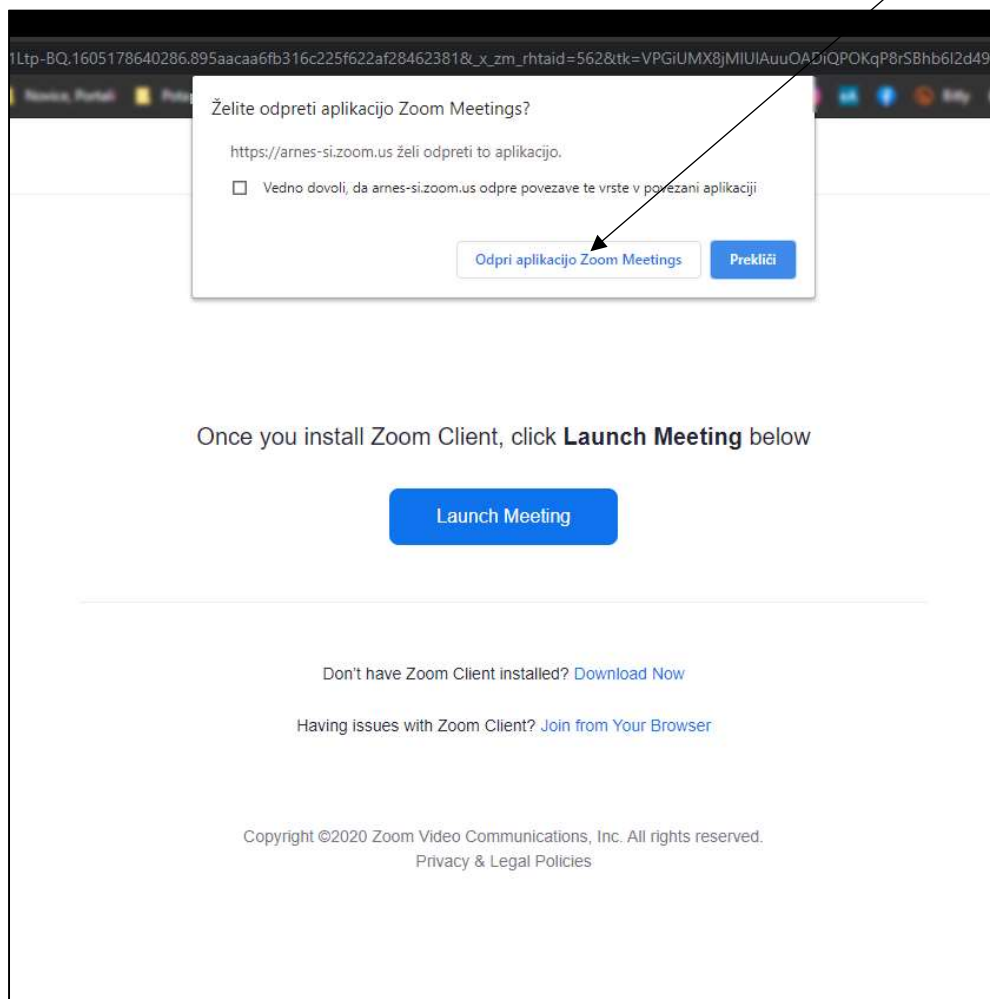 1Ltp-BQ.1605178640286.895aacaa6fb316c225f622af28462381&_x_zm_rhtaid=562&tk=VPGiUMX8jMIUIAuuOADiQPOKqP8rSBhb6l2d49
Novice, Portali
Bitly
Želite odpreti aplikacijo Zoom Meetings?
https://arnes-si.zoom.us želi odpreti to aplikacijo.
Vedno dovoli, da arnes-si.zoom.us odpre povezave te vrste v povezani aplikaciji
Odpri aplikacijo Zoom Meetings Prekliči
Once you install Zoom Client, click Launch Meeting below
Launch Meeting
Don't have Zoom Client installed? Download Now
Having issues with Zoom Client? Join from Your Browser
Copyright ©2020 Zoom Video Communications, Inc. All rights reserved.
Privacy & Legal Policies